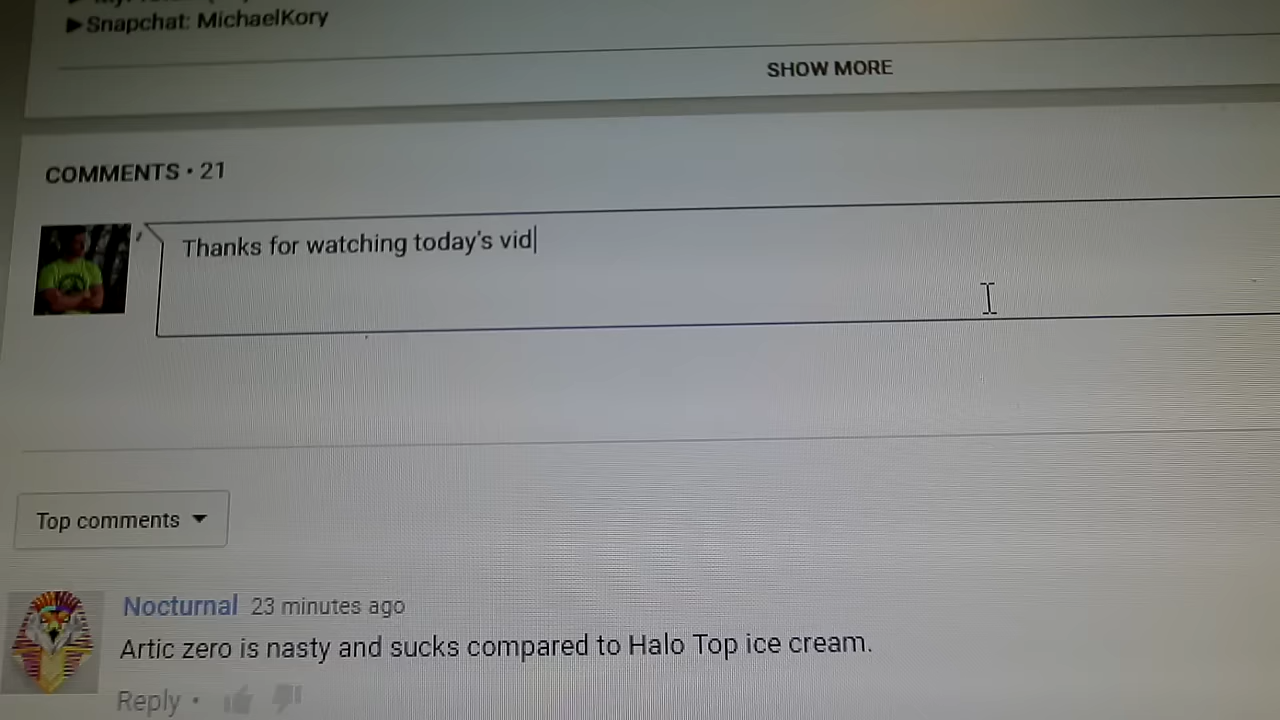 ▶Snapchat: MichaelKory
SHOW MORE
COMMENTS • 21
Thanks for watching today's vid
Top comments
Nocturnal 23 minutes ago
Artic zero is nasty and sucks compared to Halo Top ice cream.
Reply •